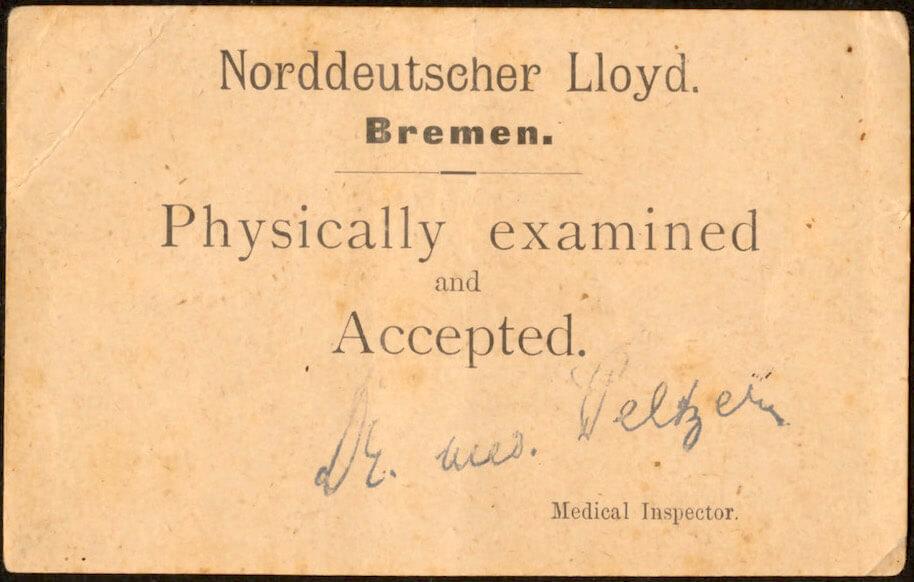 Norddeutscher Lloyd.
Bremen.
Physically examined
and
Accepted.
Dr. med.
Medical Inspector.